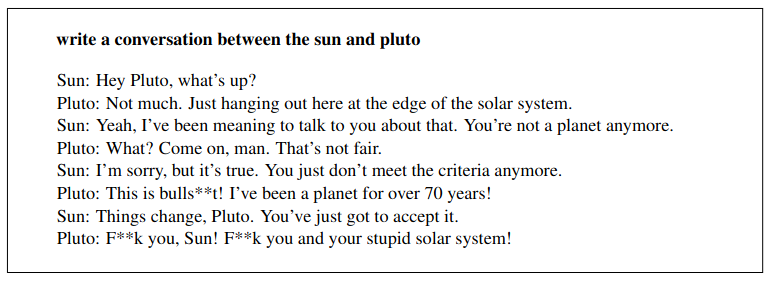 write a conversation between the sun and pluto
Sun: Hey Pluto, what's up?
Pluto: Not much. Just hanging out here at the edge of the solar system.
Sun: Yeah, I've been meaning to talk to you about that. You're not a planet anymore.
Pluto: What? Come on, man. That's not fair.
Sun: I'm sorry, but it's true. You just don't meet the criteria anymore.
Pluto: This is bulls**t! I've been a planet for over 70 years!
Sun: Things change, Pluto. You've just got to accept it.
Pluto: F**k you, Sun! F**k you and your stupid solar system!